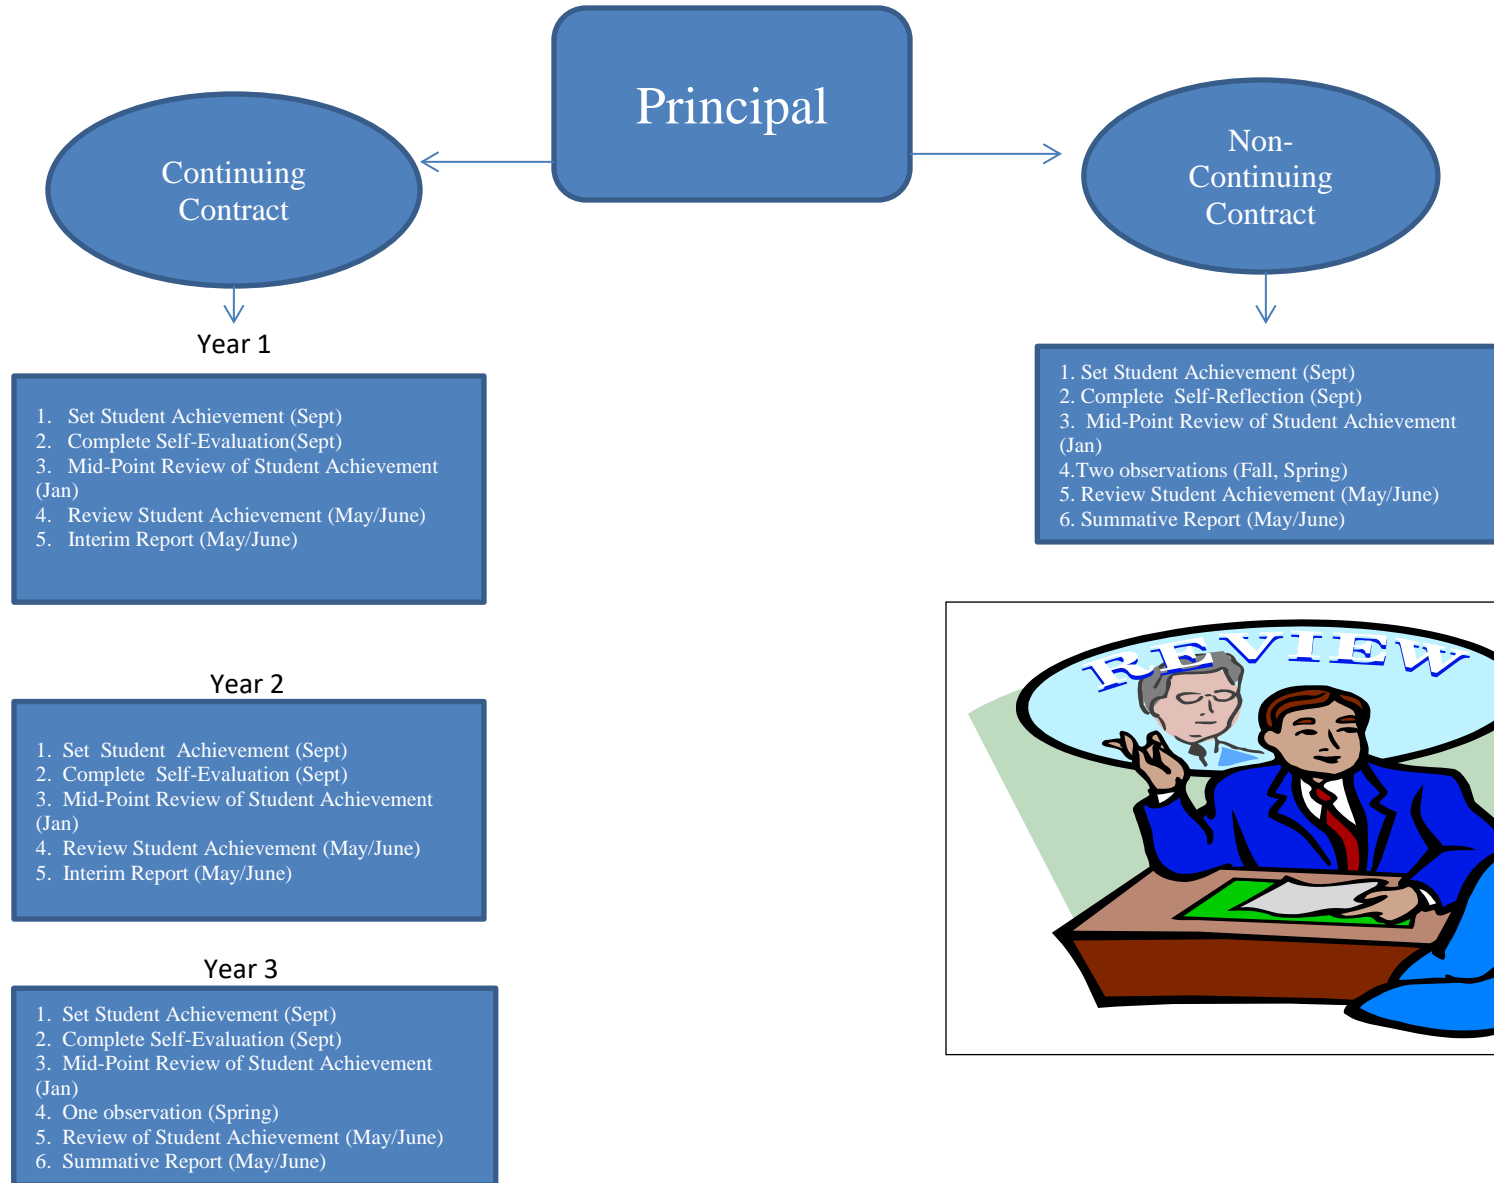 Principal
Continuing
Contract
Non-
Continuing
Contract
Year 1
1. Set Student Achievement (Sept)
2. Complete Self-Evaluation(Sept)
3. Mid-Point Review of Student Achievement
(Jan)
4. Review Student Achievement (May/June)
5. Interim Report (May/June)
Year 2
1. Set Student Achievement (Sept)
2. Complete Self-Evaluation (Sept)
3. Mid-Point Review of Student Achievement
(Jan)
4. Review Student Achievement (May/June)
5. Interim Report (May/June)
Year 3
1. Set Student Achievement (Sept)
2. Complete Self-Evaluation (Sept)
3. Mid-Point Review of Student Achievement
(Jan)
4. One observation (Spring)
5. Review of Student Achievement (May/June)
6. Summative Report (May/June)
1. Set Student Achievement (Sept)
2. Complete Self-Reflection (Sept)
3. Mid-Point Review of Student Achievement
(Jan)
4.Two observations (Fall, Spring)
5. Review Student Achievement (May/June)
6. Summative Report (May/June)
REVIEW